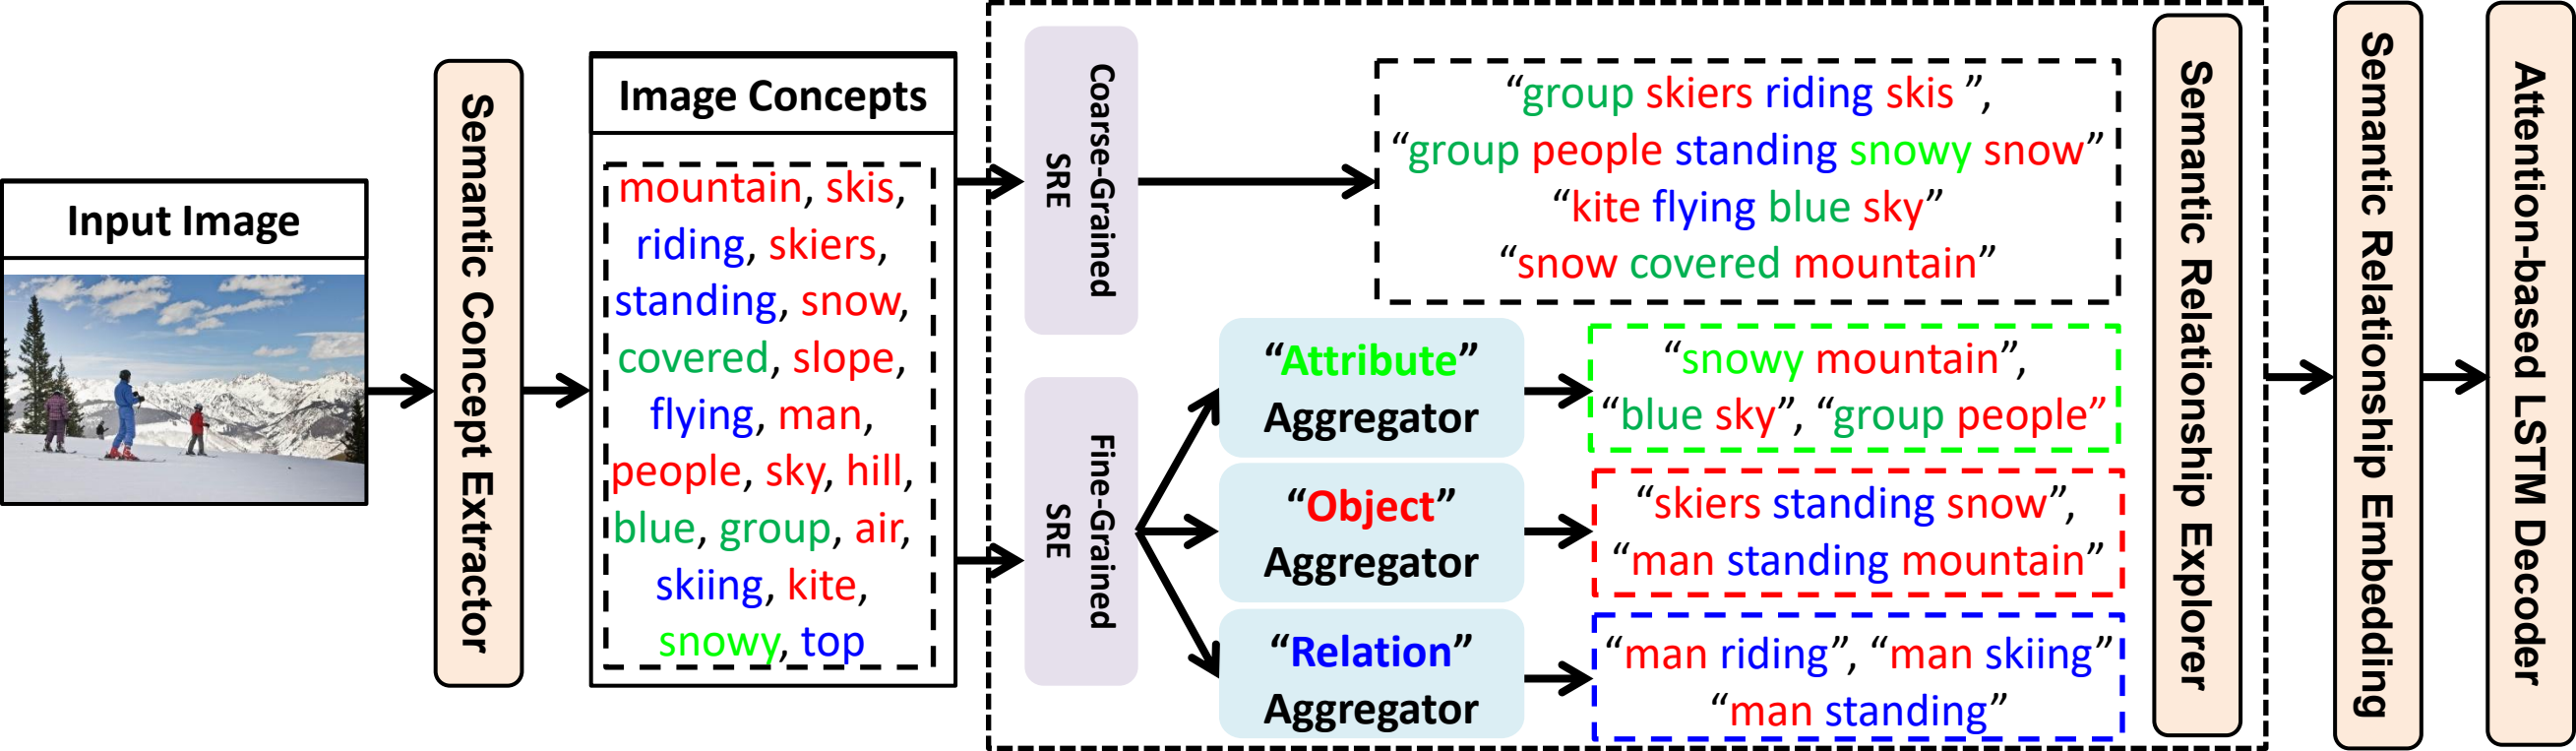 Input Image
Semantic Concept Extractor
Image Concepts
mountain, skis,
riding, skiers,
standing, snow,
covered, slope,
flying, man,
people, sky, hill,
blue, group, air,
skiing, kite,
snowy, top
Coarse-Grained
SRE
“group skiers riding skis ”,
“group people standing snowy snow”
“kite flying blue sky”
“snow covered mountain”
Fine-Grained
SRE
“Attribute”
Aggregator
“snowy mountain”,
“blue sky”, “group people”
“Object”
Aggregator
“skiers standing snow”,
“man standing mountain”
“Relation”
Aggregator
“man riding”, “man skiing”
“man standing”
Semantic Relationship Explorer
Semantic Relationship Embedding
Attention-based LSTM Decoder